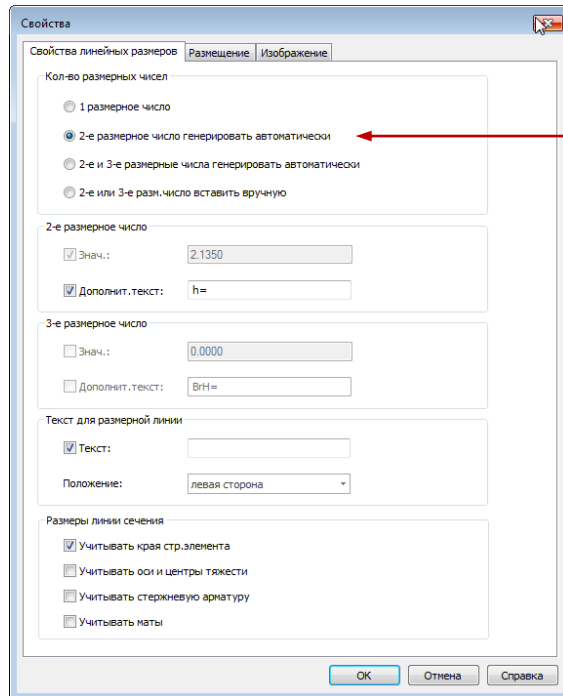 Свойства
Свойства линейных размеров Размещение Изображение
Кол-во размерных чисел
1 размерное число
2-е размерное число генерировать автоматически
2-е и 3-е размерные числа генерировать автоматически
2-е или 3-е разм.число вставить вручную
2-е размерное число
Знач.: 2.1350
Дополнит.текст: h=
3-е размерное число
Знач.: 0.0000
Дополнит.текст: BrH=
Текст для размерной линии
Текст:
Положение: левая сторона
Размеры линии сечения
Учитывать края стр.элемента
Учитывать оси и центры тяжести
Учитывать стержневую арматуру
Учитывать маты
OK Отмена Справка